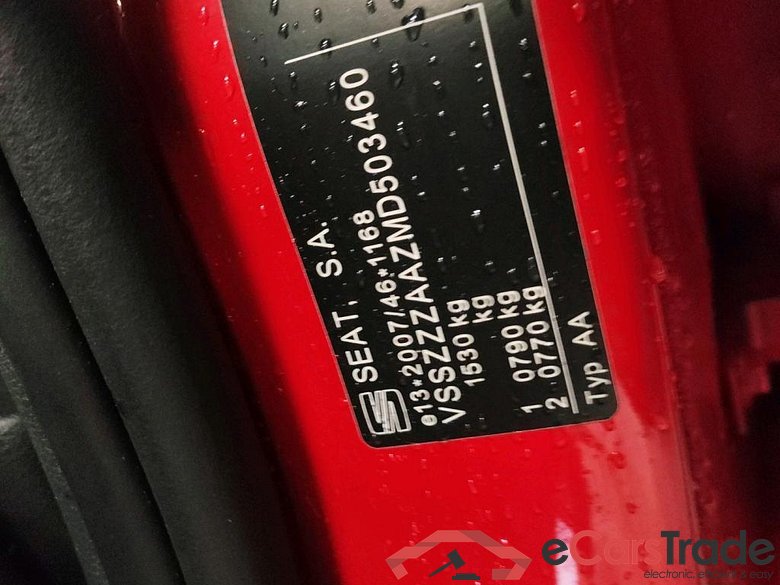 SEAT, S.A.
e13*2007/46*1168
VSSZZZAAZMD503460
1530 kg
kg
1 0790 kg
2 0770 kg
Typ AA
eCarsTrade